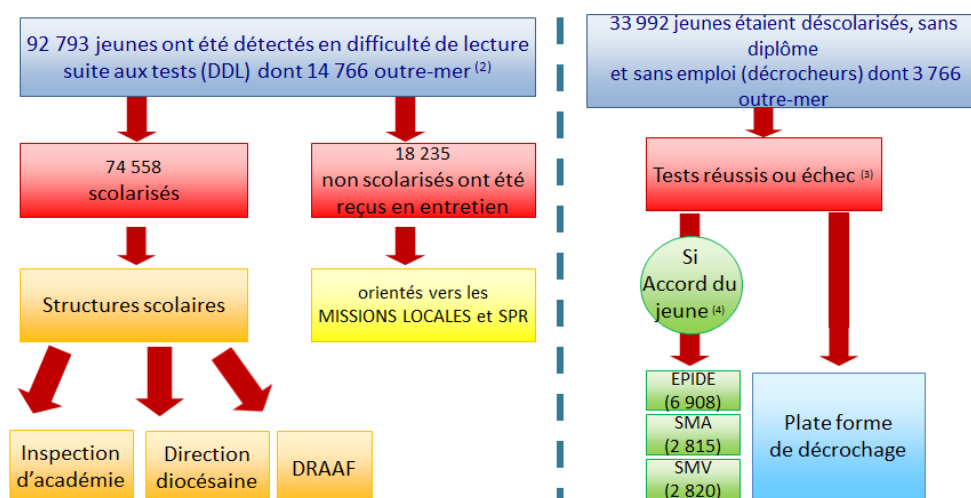 92 793 jeunes ont été détectés en difficulté de lecture
suite aux tests (DDL) dont 14 766 outre-mer (2)
74 558
scolarisés
18 235
non scolarisés ont été
reçus en entretien
Structures scolaires
orientés vers les
MISSIONS LOCALES et SPR
Inspection
d'académie
Direction
diocésaine
DRAAF
33 992 jeunes étaient déscolarisés, sans
diplôme
et sans emploi (décrocheurs) dont 3 766
outre-mer
Tests réussis ou échec (3)
Si
Accord du
jeune (4)
EPIDE
(6 908)
SMA
(2 815)
SMV
(2 820)
Plate forme
de décrochage